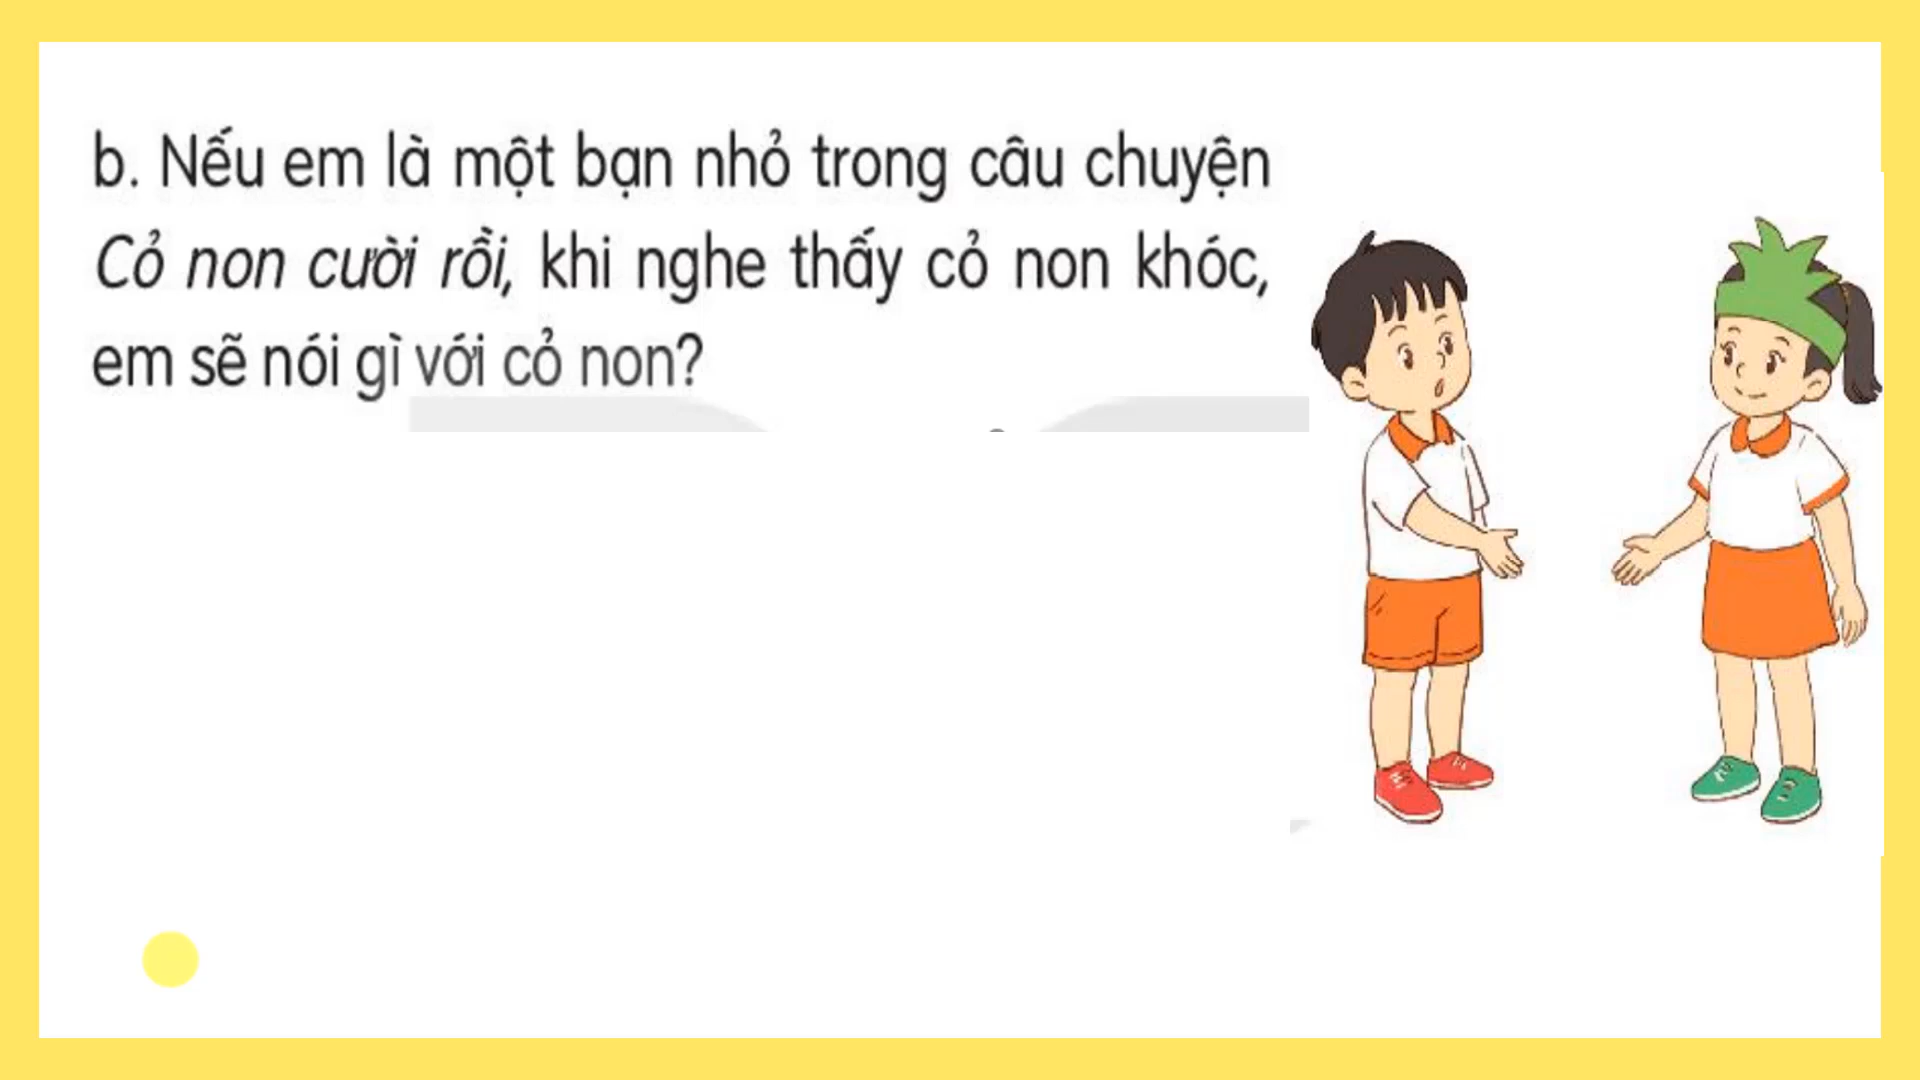 b. Nếu em là một bạn nhỏ trong câu chuyện
Cỏ non cười rồi, khi nghe thấy cỏ non khóc,
em sẽ nói gì với cỏ non?